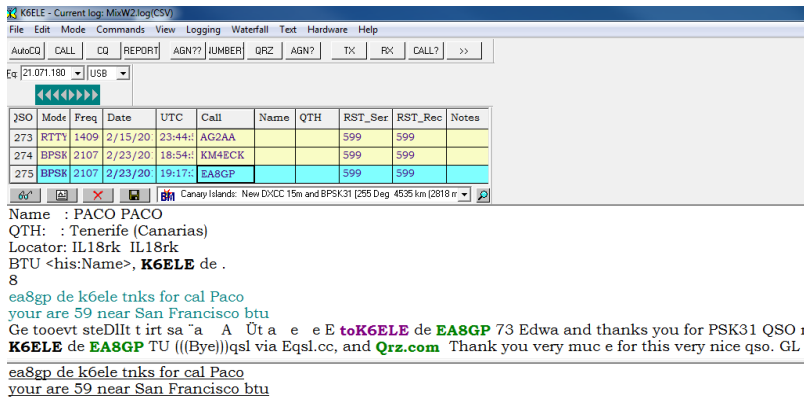 K6ELE - Current log: MixW2.log(CSV)
File Edit Mode Commands View Logging Waterfall Text Hardware Help
AutoCQ CALL CQ REPORT AGN?? IUMBER QRZ AGN? TX RX CALL? >>
Eq: 21.071.180 USB
QSO Mode Freq Date UTC Call Name QTH RST_Ser RST_Rec Notes
273 RTTY 1409 2/15/20 23:44: AG2AA 599 599
274 BPSK 2107 2/23/20 18:54: KM4ECK 599 599
275 BPSK 2107 2/23/20 19:17: EA8GP 599 599
Canary Islands: New DXCC 15m and BPSK31 (255 Deg 4535 km (2818 m
Name : PACO PACO
QTH: : Tenerife (Canarias)
Locator: IL18rk IL18rk
BTU <his:Name>, K6ELE de .
8
ea8gp de k6ele tnks for cal Paco
your are 59 near San Francisco btu
Ge tooevt steDIIt t irt sa ¨a A Üt a e e E toK6ELE de EA8GP 73 Edwa and thanks you for PSK31 QSO
K6ELE de EA8GP TU (((Bye)))qsl via Eqsl.cc, and Qrz.com Thank you very muc e for this very nice qso. GL
ea8gp de k6ele tnks for cal Paco
your are 59 near San Francisco btu